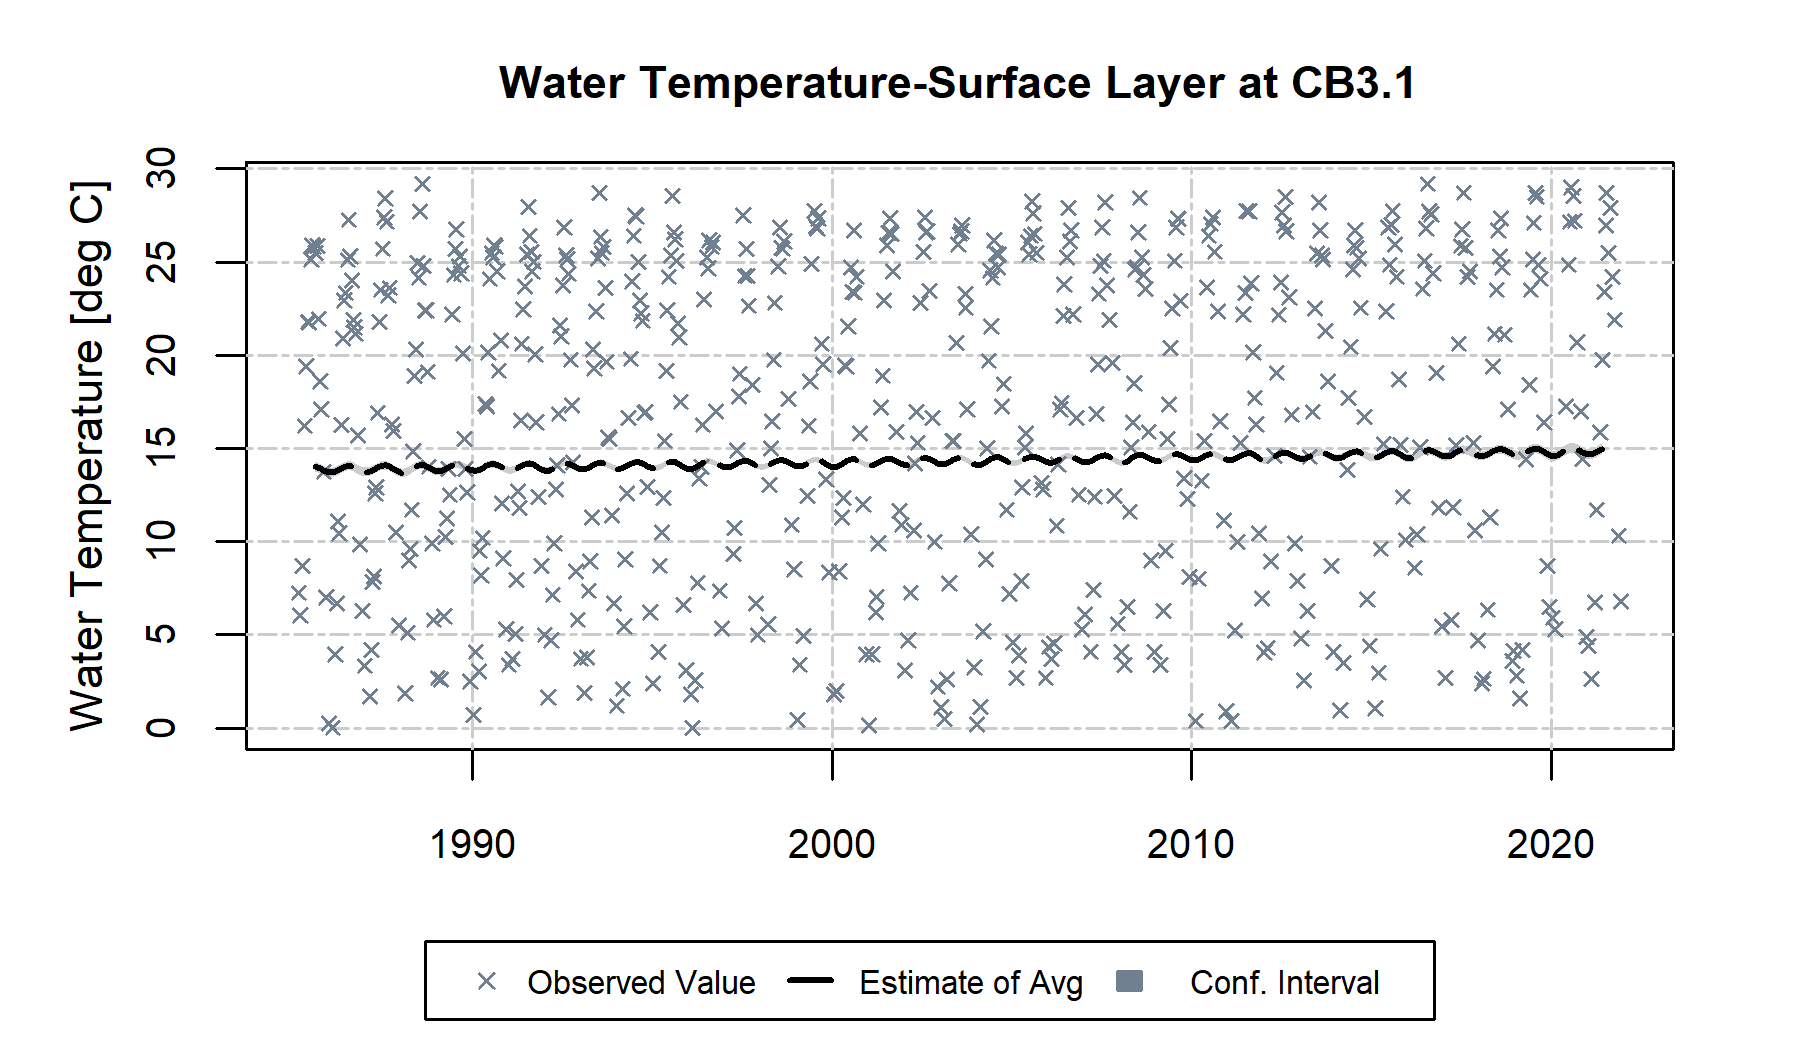 Water Temperature-Surface Layer at CB3.1
Water Temperature [deg C]
30
25
20
15
10
5
0
1990 2000 2010 2020
Observed Value Estimate of Avg Conf. Interval